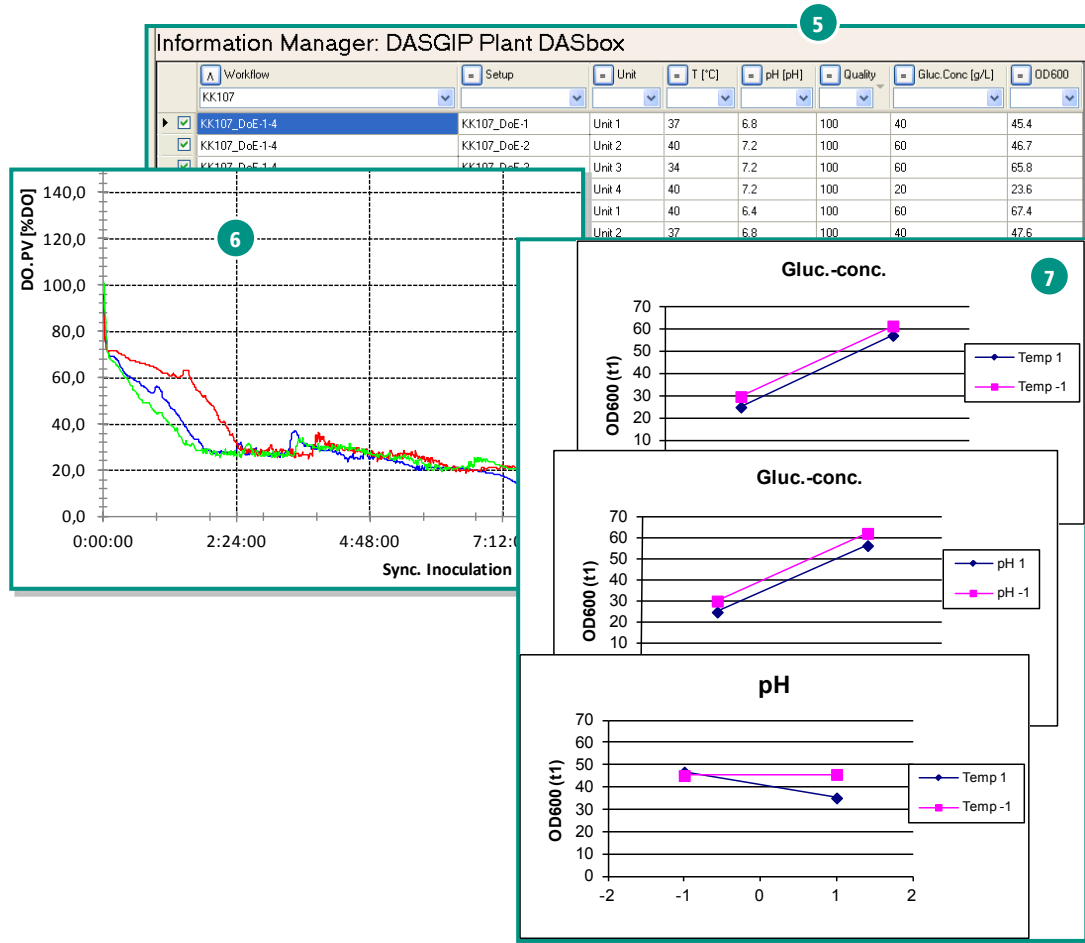 5
Information Manager: DASGIP Plant DASbox
Workflow Setup Unit T [°C] pH [pH] Quality Gluc.Conc [g/L] OD600
KK107
KK107_DoE-1-4 KK107_DoE-1 Unit 1 37 6.8 100 40 45.4
KK107_DoE-1-4 KK107_DoE-2 Unit 2 40 7.2 100 60 46.7
KK107_DoE-1-4 Unit 3 34 7.2 100 60 65.8
Unit 4 40 7.2 100 20 23.6
Unit 1 40 6.4 100 60 67.4
Unit 2 37 6.8 100 40 47.6
6
DO.PV [%DO]
140,0
120,0
100,0
80,0
60,0
40,0
20,0
0,0
0:00:00 2:24:00 4:48:00 7:12:0
Sync. Inoculation
7
Gluc.-conc.
OD600 (t1)
70
60
50
40
30
20
10
Temp 1
Temp -1
Gluc.-conc.
OD600 (t1)
70
60
50
40
30
20
10
pH 1
pH -1
pH
OD600 (t1)
70
60
50
40
30
20
10
0
-2 -1 0 1 2
Temp 1
Temp -1